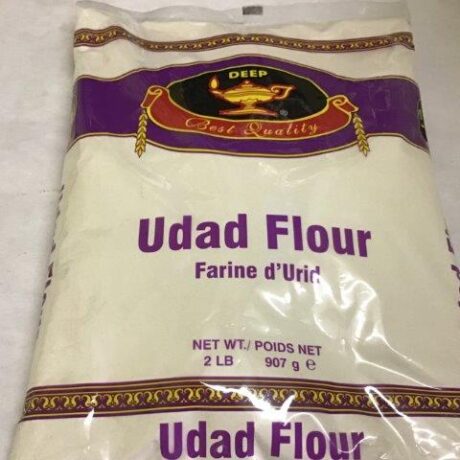 DEEP
®
Best Quality
Udad Flour
Farine d'Urid
NET WT./ POIDS NET
2 LB 907 g ℮
Udad Flour